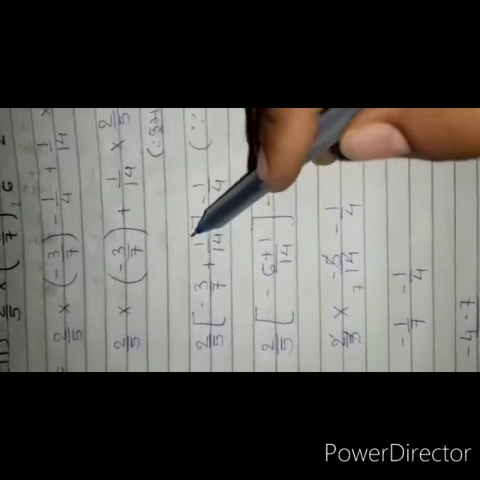 = 2/5 × (-3/7) - 1/4 + 1/14 ×
2/5 × (-3/7) + 1/14 × 2/5
2/5 [-3/7 + 1/14] - 1/4 (∵
2/5 [-6+1/14] -
2/5 × -5/14 - 1/4
7
-1/7 - 1/4
-4-7
PowerDirector